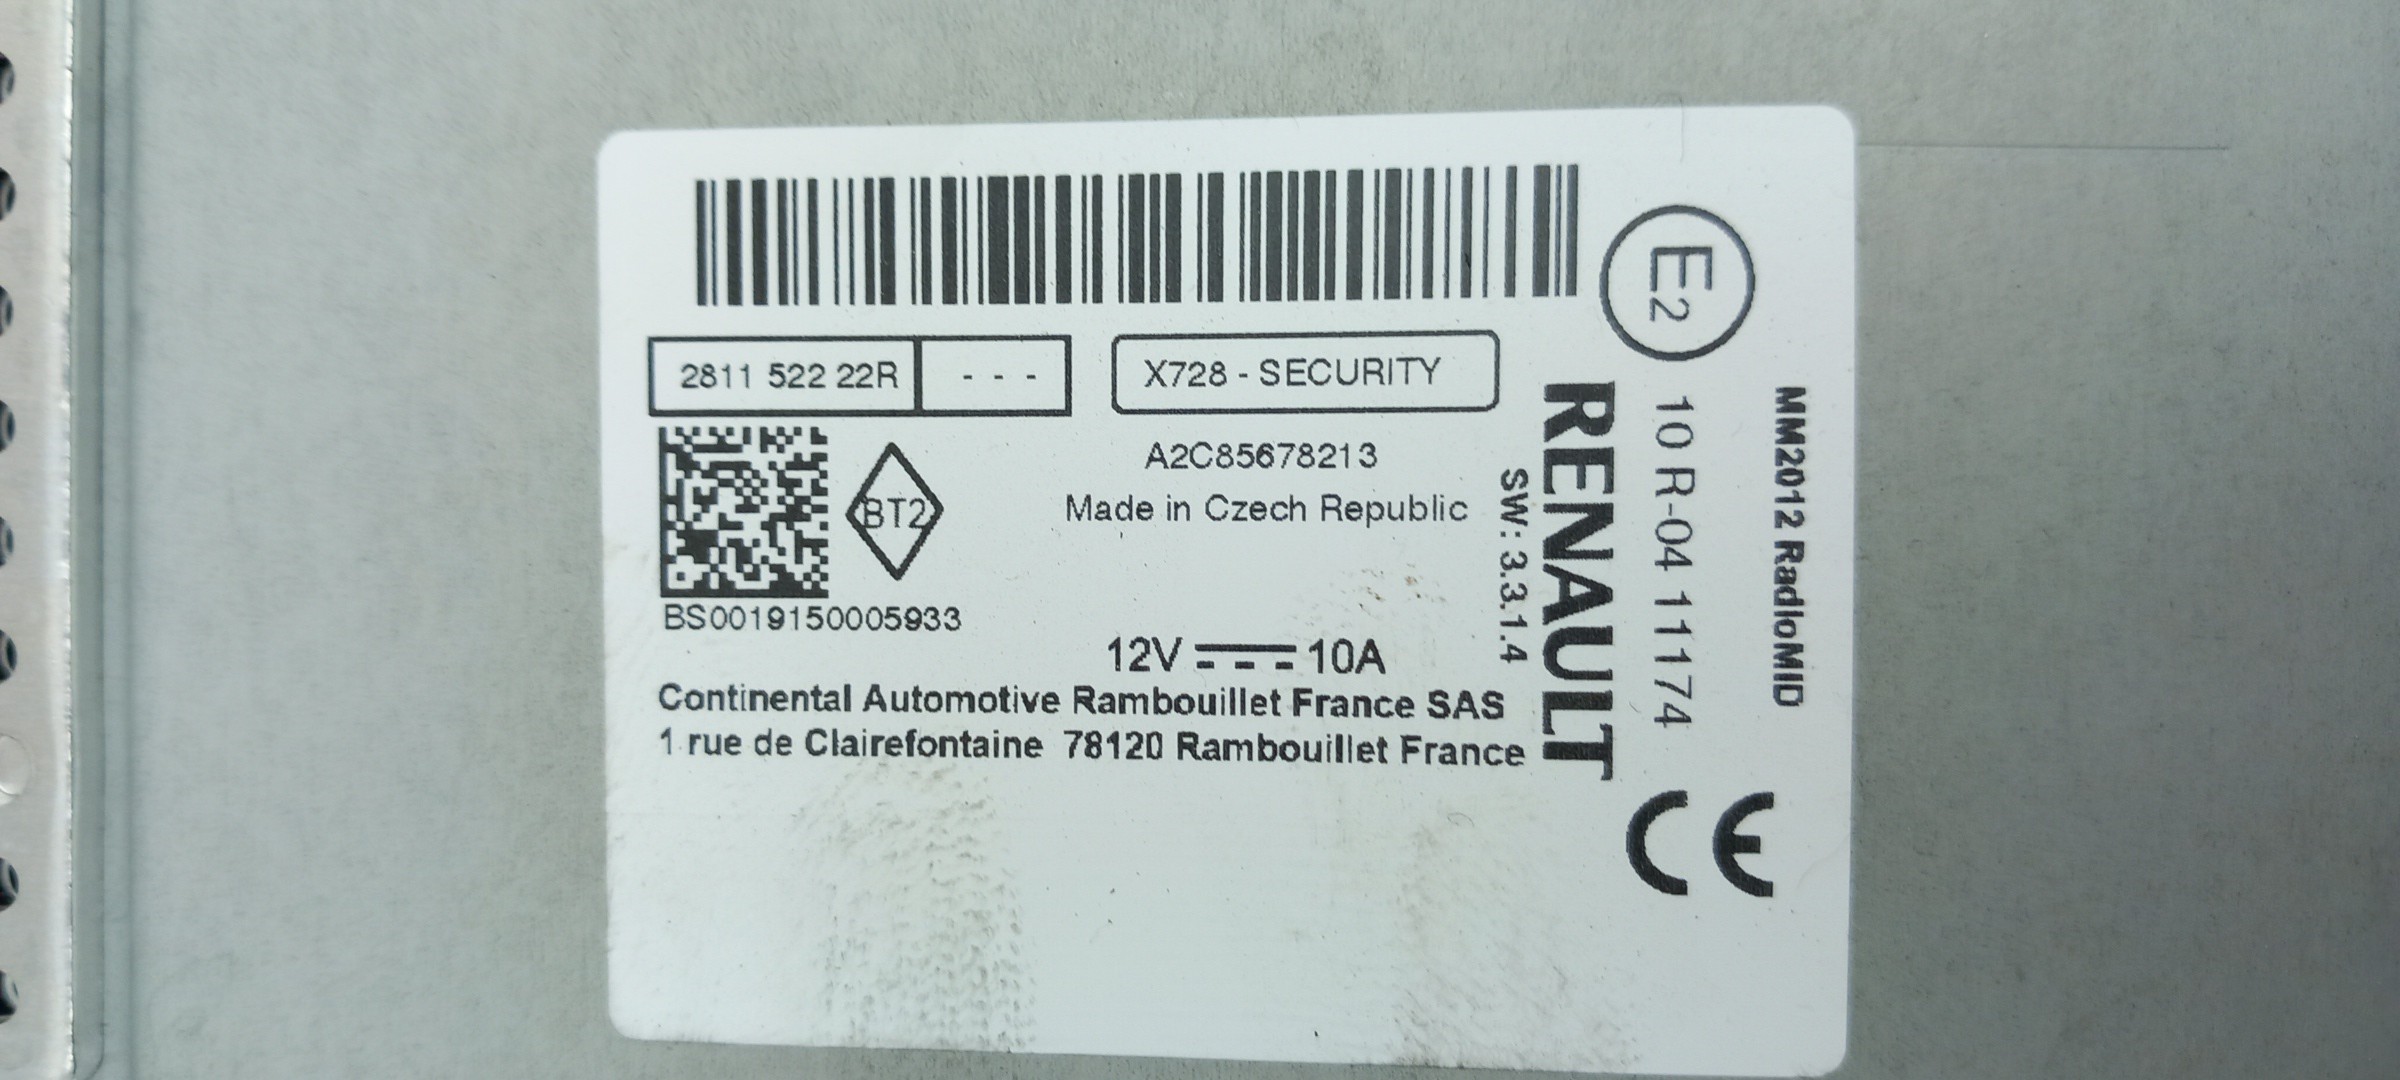 2811 522 22R
- - -
X728 - SECURITY
BT2
A2C85678213
Made in Czech Republic
BS0019150005933
12V 10A
Continental Automotive Rambouillet France SAS
1 rue de Clairefontaine 78120 Rambouillet France
SW: 3.3.1.4
RENAULT
E2
10 R-04 11174
MM2012 RadioMID
CE